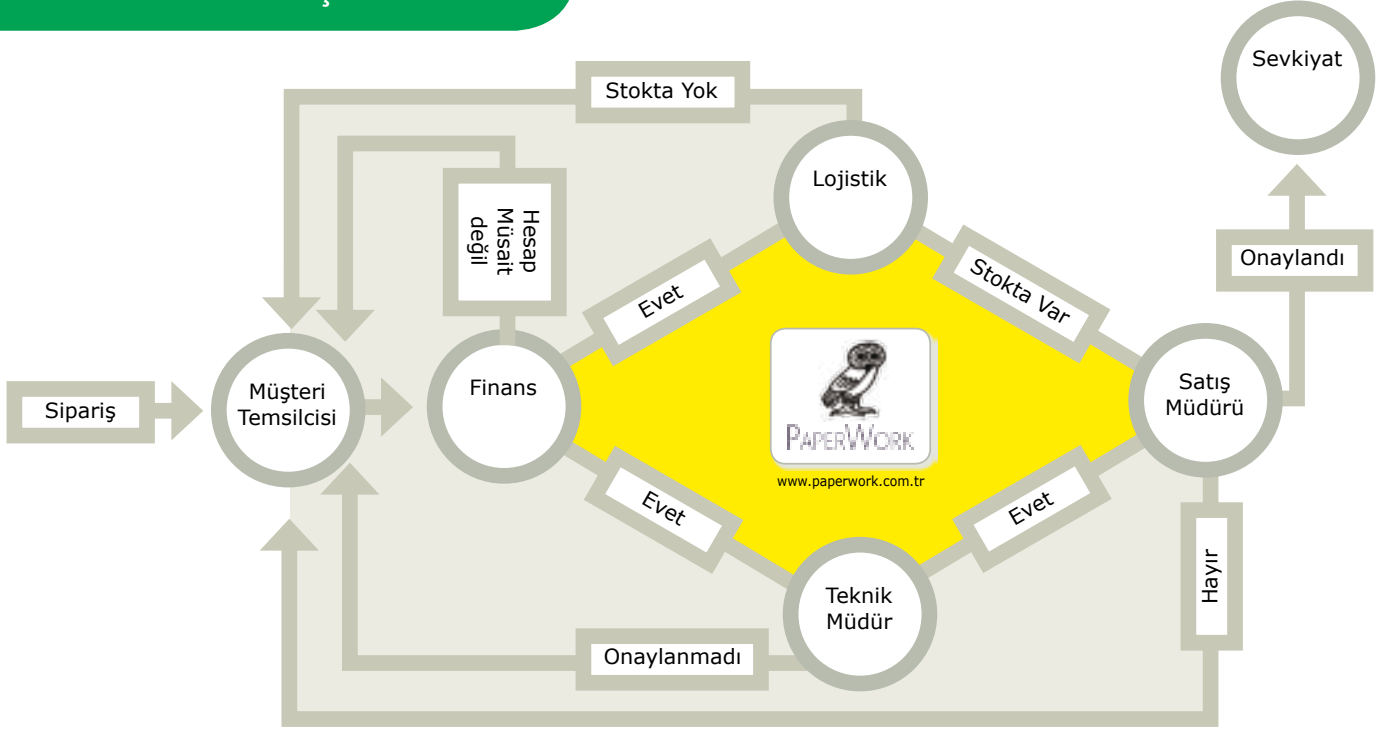 Sevkiyat
Stokta Yok
Lojistik
Hesap
Müsait
değil
Onaylandı
Evet
Stokta Var
Müşteri
Temsilcisi
Finans
Satış
Müdürü
Sipariş
PAPERWORK
www.paperwork.com.tr
Evet
Evet
Hayır
Teknik
Müdür
Onaylanmadı